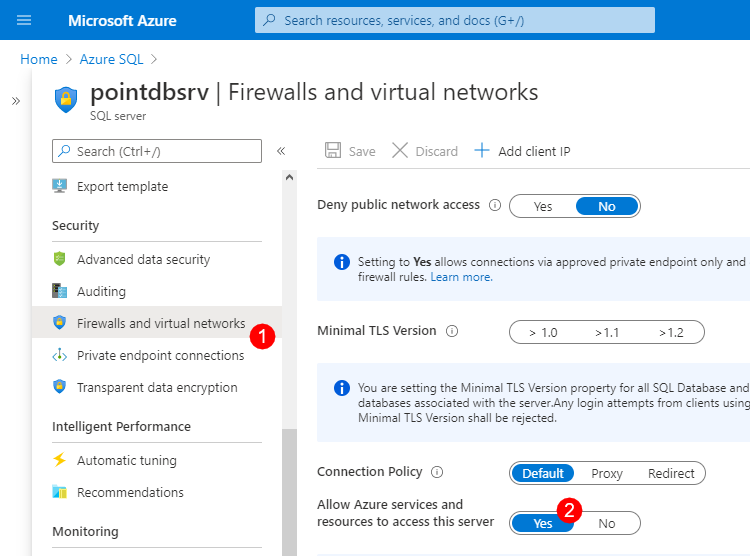 Microsoft Azure
Search resources, services, and docs (G+/)
Home > Azure SQL >
pointdbsrv | Firewalls and virtual networks
SQL server
Search (Ctrl+/)
Export template
Security
Advanced data security
Auditing
Firewalls and virtual networks
1
Private endpoint connections
Transparent data encryption
Intelligent Performance
Automatic tuning
Recommendations
Monitoring
Save Discard Add client IP
Deny public network access Yes No
Setting to Yes allows connections via approved private endpoint only and
firewall rules. Learn more.
Minimal TLS Version > 1.0 >1.1 >1.2
You are setting the Minimal TLS Version property for all SQL Database and
databases associated with the server.Any login attempts from clients using
Minimal TLS Version shall be rejected.
Connection Policy Default Proxy Redirect
Allow Azure services and
resources to access this server Yes No
2